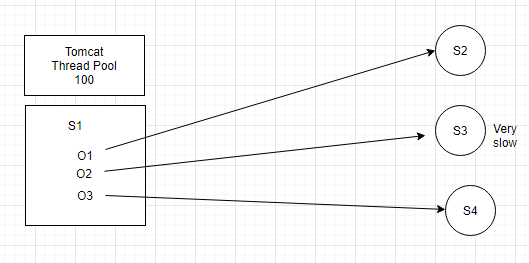 Tomcat
Thread Pool
100
S1
O1
O2
O3
S2
S3
Very
slow
S4